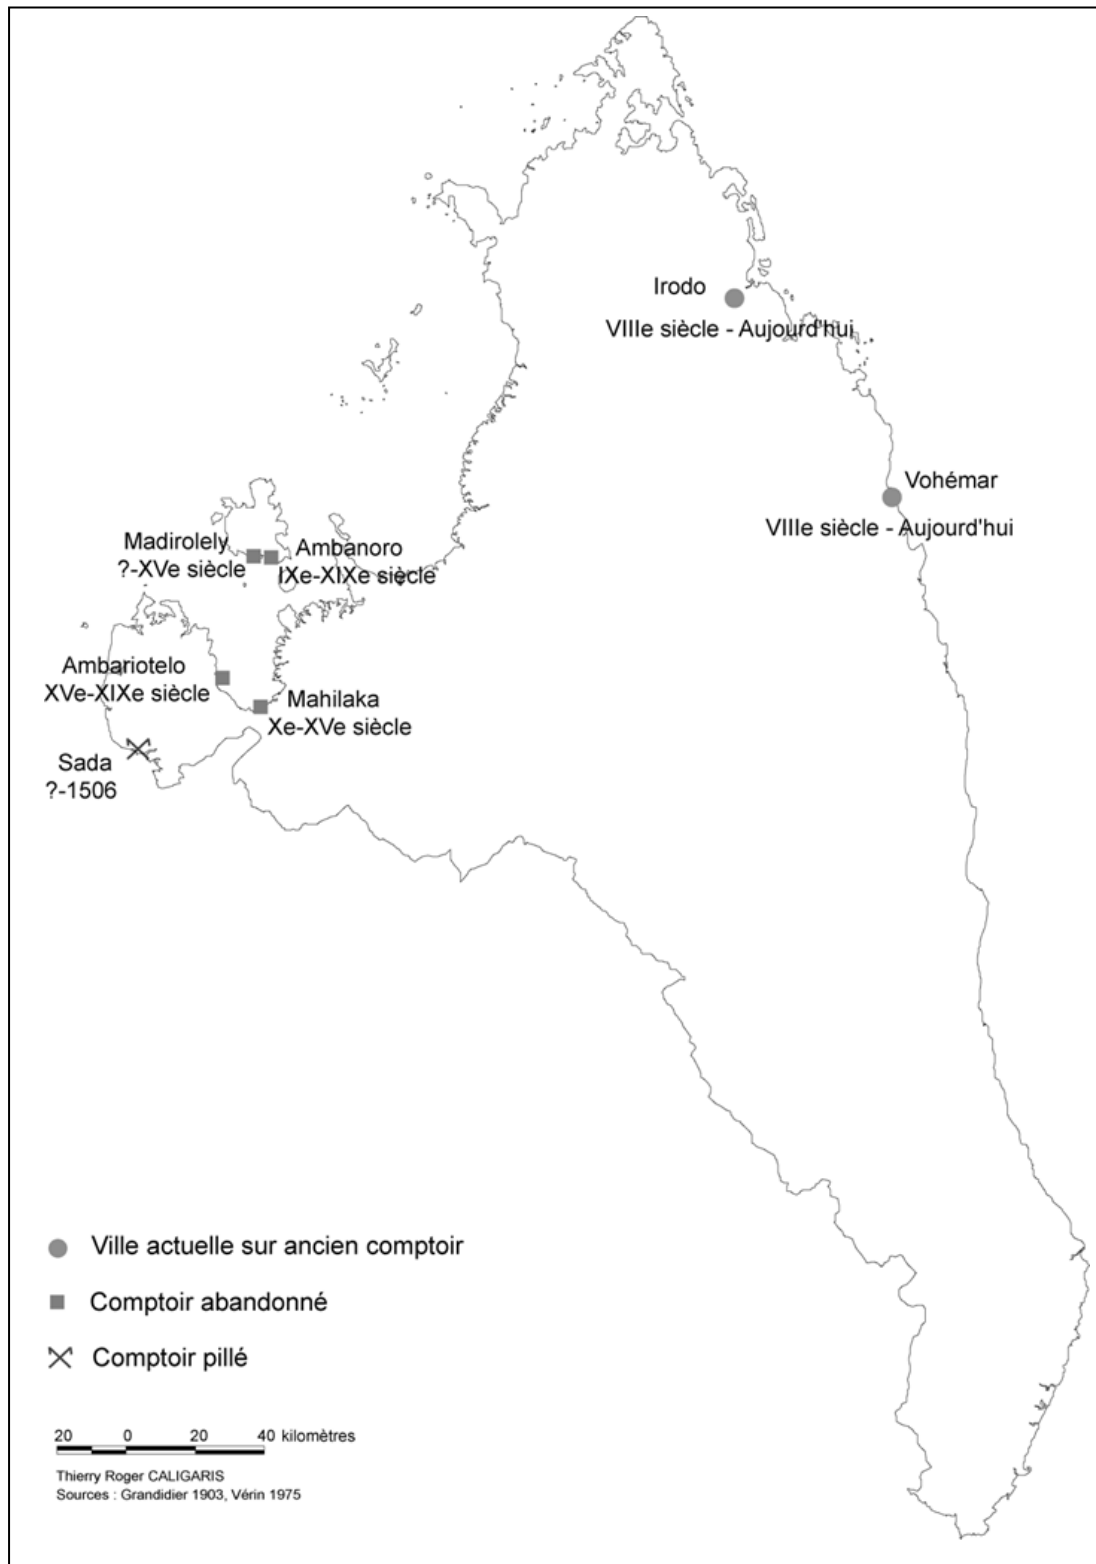 Irodo
VIIIe siècle - Aujourd'hui
Vohémar
VIIIe siècle - Aujourd'hui
Madirolely
?-XVe siècle
Ambanoro
IXe-XIXe siècle
Ambariotelo
XVe-XIXe siècle
Mahilaka
Xe-XVe siècle
Sada
?-1506
Ville actuelle sur ancien comptoir
Comptoir abandonné
Comptoir pillé
20 0 20 40 kilomètres
Thierry Roger CALIGARIS
Sources : Grandidier 1903, Vérin 1975